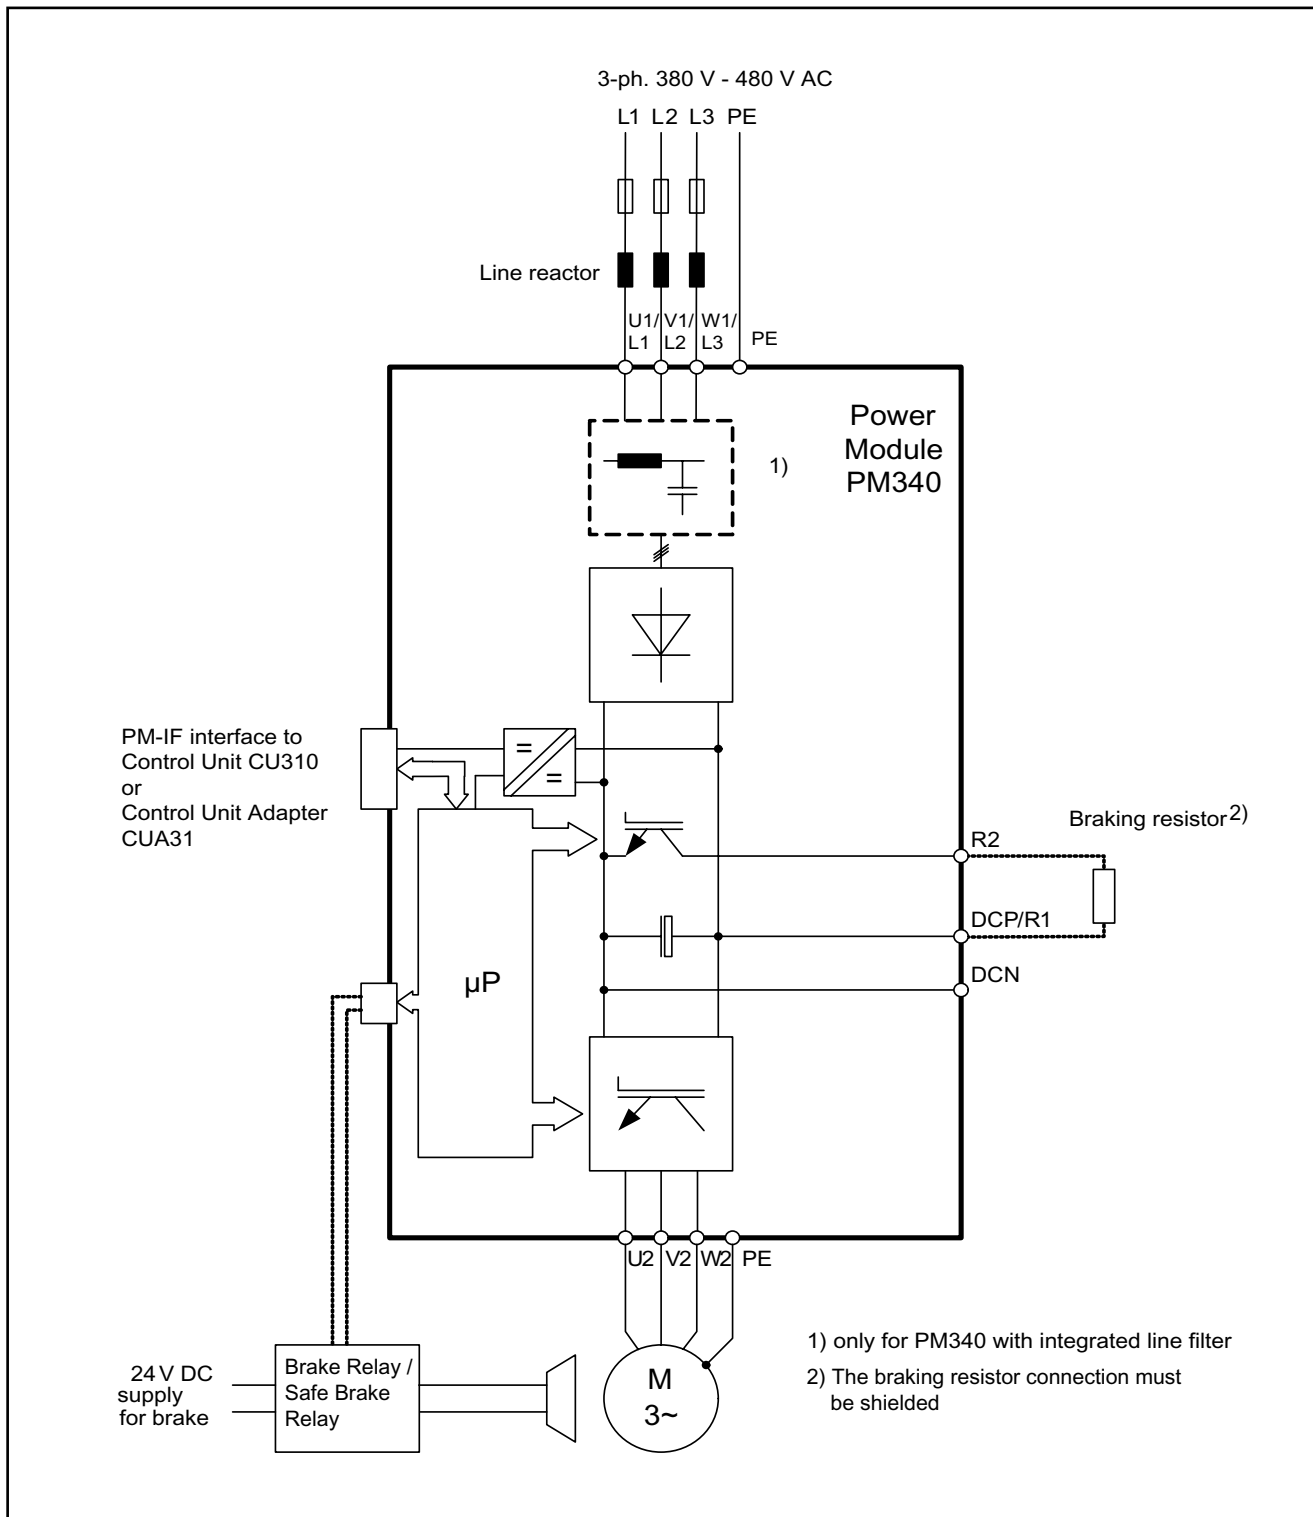 3-ph. 380 V - 480 V AC
L1 L2 L3 PE
Line reactor
U1/ V1/ W1/
L1 L2 L3 PE
Power
Module
PM340
1)
PM-IF interface to
Control Unit CU310
or
Control Unit Adapter
CUA31
=
=
Braking resistor 2)
R2
DCP/R1
DCN
µP
U2 V2 W2 PE
M
3~
24 V DC
supply
for brake
Brake Relay /
Safe Brake
Relay
1) only for PM340 with integrated line filter
2) The braking resistor connection must
be shielded